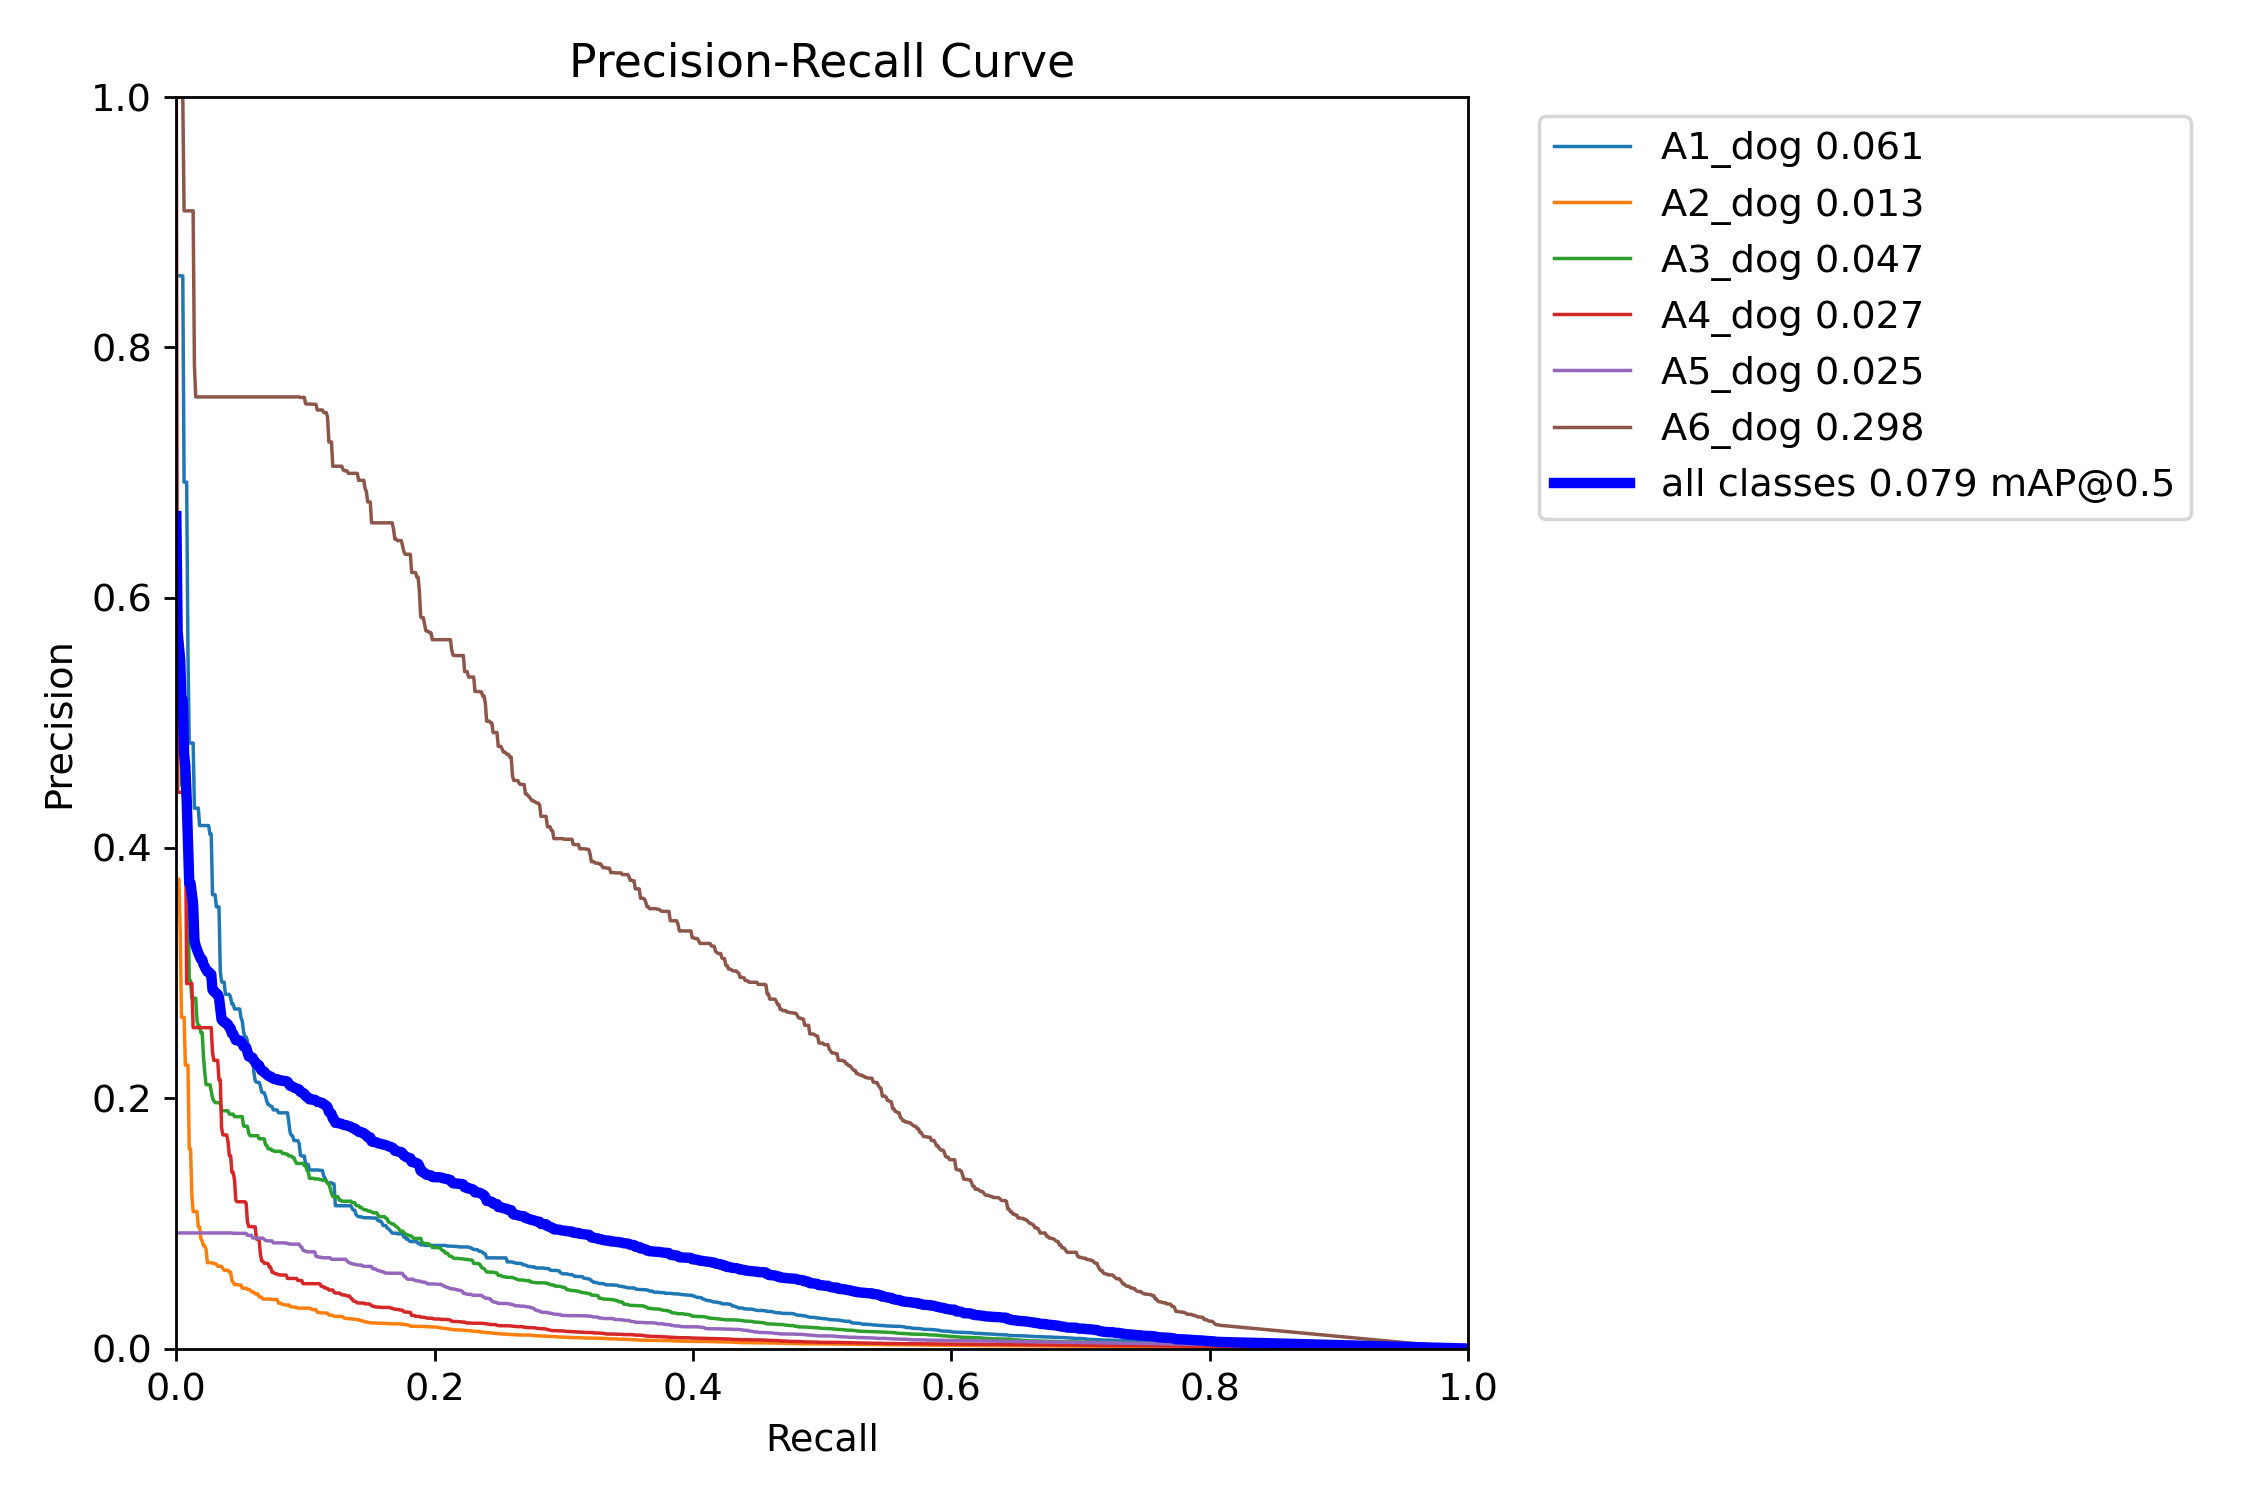 Precision-Recall Curve
1.0
0.8
0.6
0.4
0.2
0.0
Precision
0.0 0.2 0.4 0.6 0.8 1.0
Recall
A1_dog 0.061
A2_dog 0.013
A3_dog 0.047
A4_dog 0.027
A5_dog 0.025
A6_dog 0.298
all classes 0.079 mAP@0.5